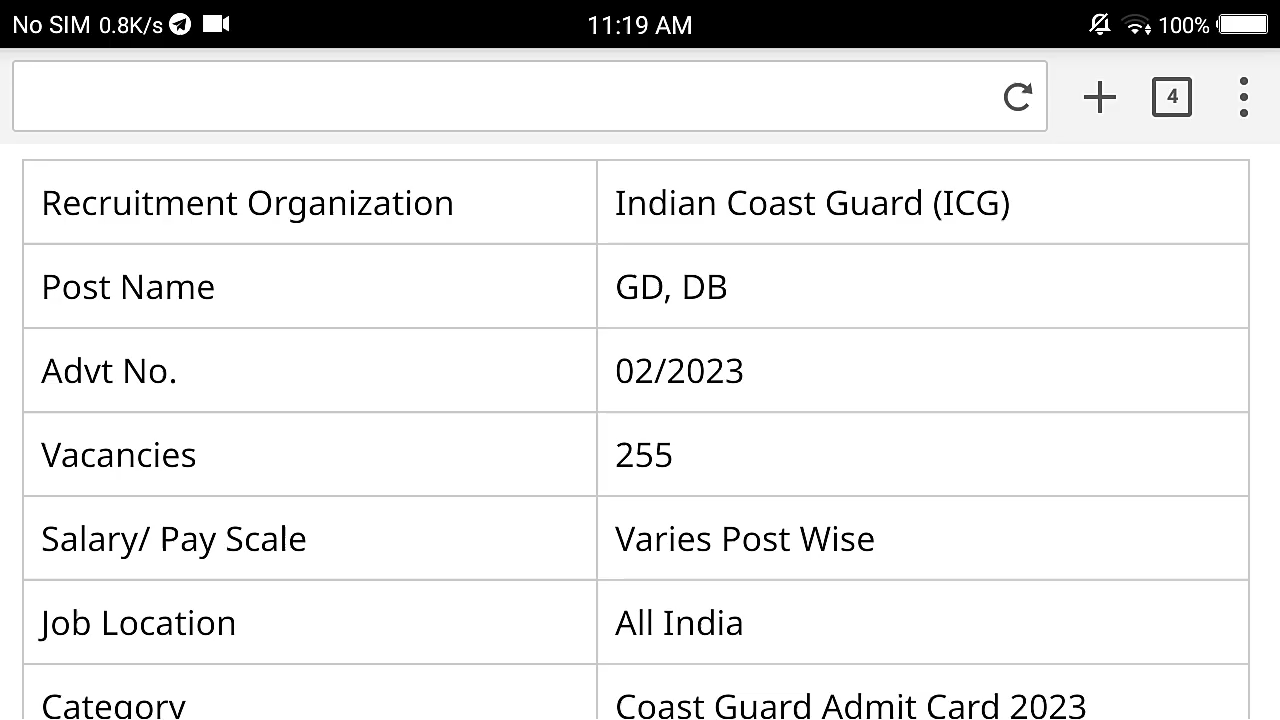 No SIM 0.8K/s 11:19 AM 100%
4
Recruitment Organization Indian Coast Guard (ICG)
Post Name GD, DB
Advt No. 02/2023
Vacancies 255
Salary/ Pay Scale Varies Post Wise
Job Location All India
Category Coast Guard Admit Card 2023